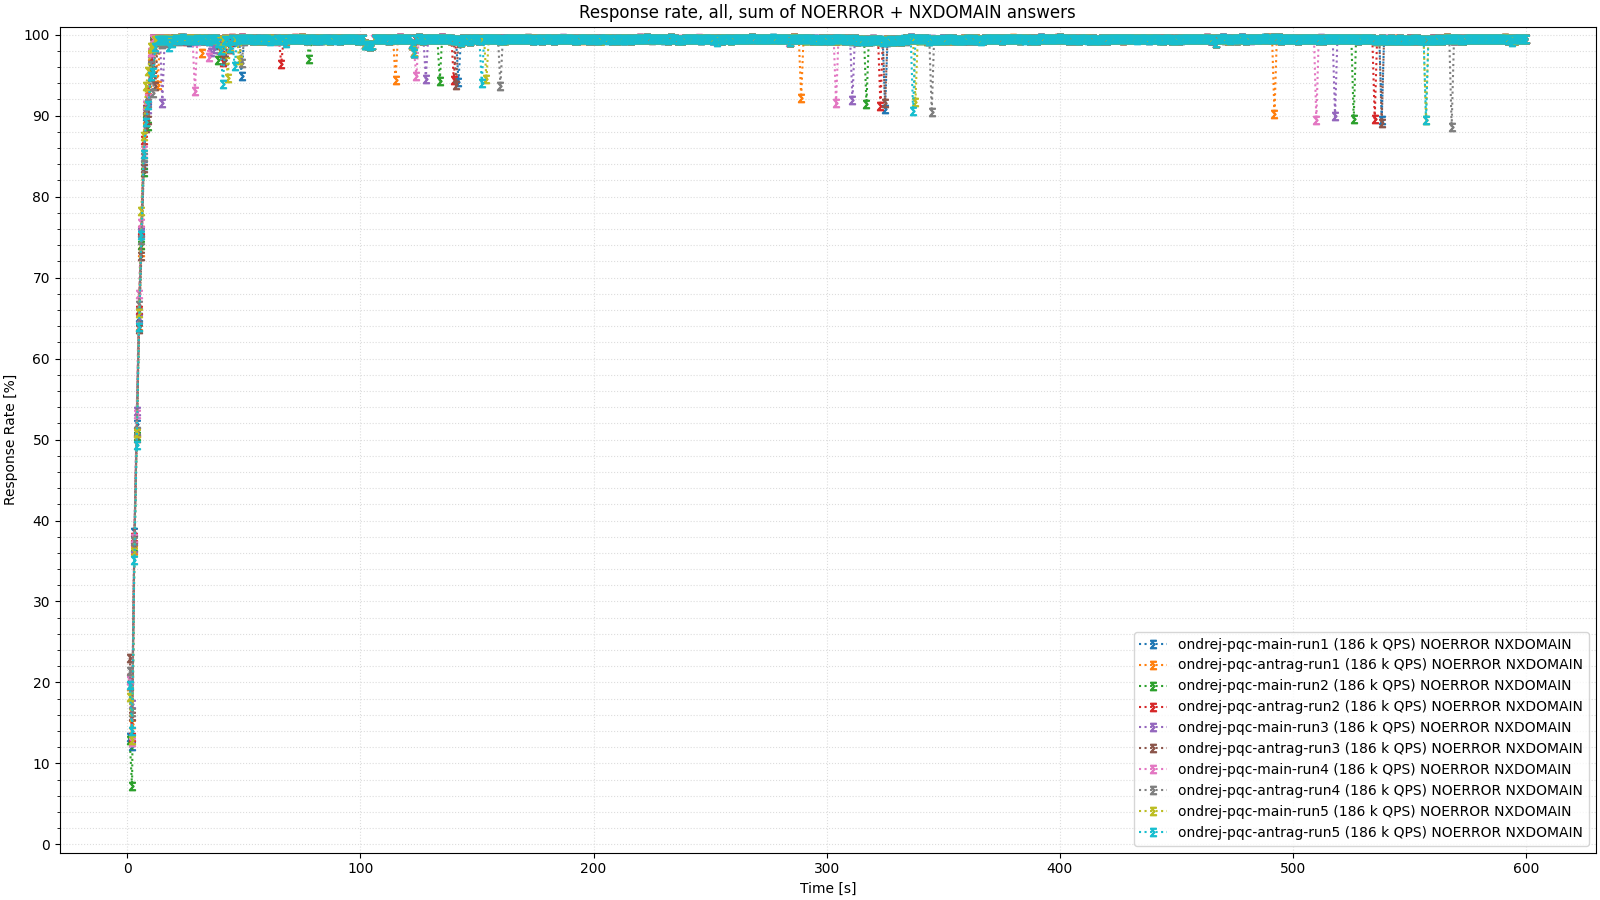 Response rate, all, sum of NOERROR + NXDOMAIN answers
Response Rate [%]
100
90
80
70
60
50
40
30
20
10
0
0 100 200 300 400 500 600
Time [s]
ondrej-pqc-main-run1 (186 k QPS) NOERROR NXDOMAIN
ondrej-pqc-antrag-run1 (186 k QPS) NOERROR NXDOMAIN
ondrej-pqc-main-run2 (186 k QPS) NOERROR NXDOMAIN
ondrej-pqc-antrag-run2 (186 k QPS) NOERROR NXDOMAIN
ondrej-pqc-main-run3 (186 k QPS) NOERROR NXDOMAIN
ondrej-pqc-antrag-run3 (186 k QPS) NOERROR NXDOMAIN
ondrej-pqc-main-run4 (186 k QPS) NOERROR NXDOMAIN
ondrej-pqc-antrag-run4 (186 k QPS) NOERROR NXDOMAIN
ondrej-pqc-main-run5 (186 k QPS) NOERROR NXDOMAIN
ondrej-pqc-antrag-run5 (186 k QPS) NOERROR NXDOMAIN